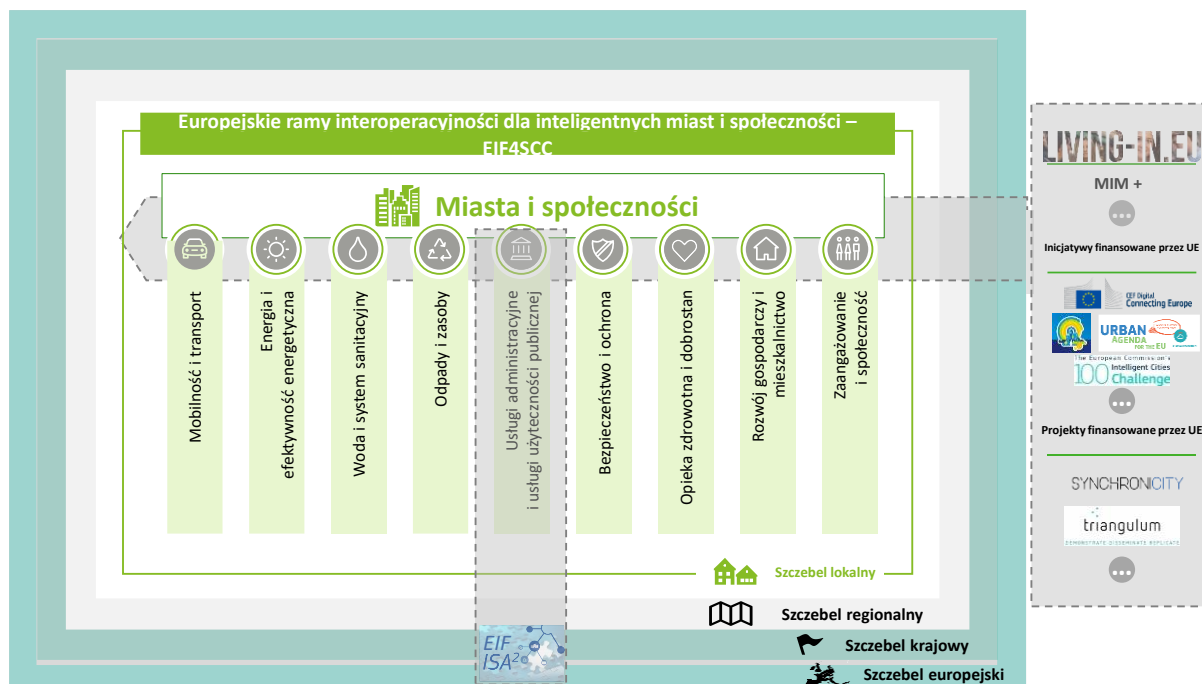 Europejskie ramy interoperacyjności dla inteligentnych miast i społeczności –
EIF4SCC
Miasta i społeczności
Mobilność i transport
Energia i
efektywność energetyczna
Woda i system sanitacyjny
Odpady i zasoby
Usługi administracyjne
i usługi użyteczności publicznej
Bezpieczeństwo i ochrona
Opieka zdrowotna i dobrostan
Rozwój gospodarczy i
mieszkalnictwo
Zaangażowanie
i społeczność
Szczebel lokalny
Szczebel regionalny
Szczebel krajowy
Szczebel europejski
EIF
ISA²
LIVING-IN.EU
MIM +
Inicjatywy finansowane przez UE
CEF Digital
Connecting Europe
URBAN
AGENDA
FOR THE EU
The European Commission's
100 Intelligent Cities
Challenge
Projekty finansowane przez UE
SYNCHRONICITY
triangulum
DEMONSTRATE·DISSEMINATE·REPLICATE